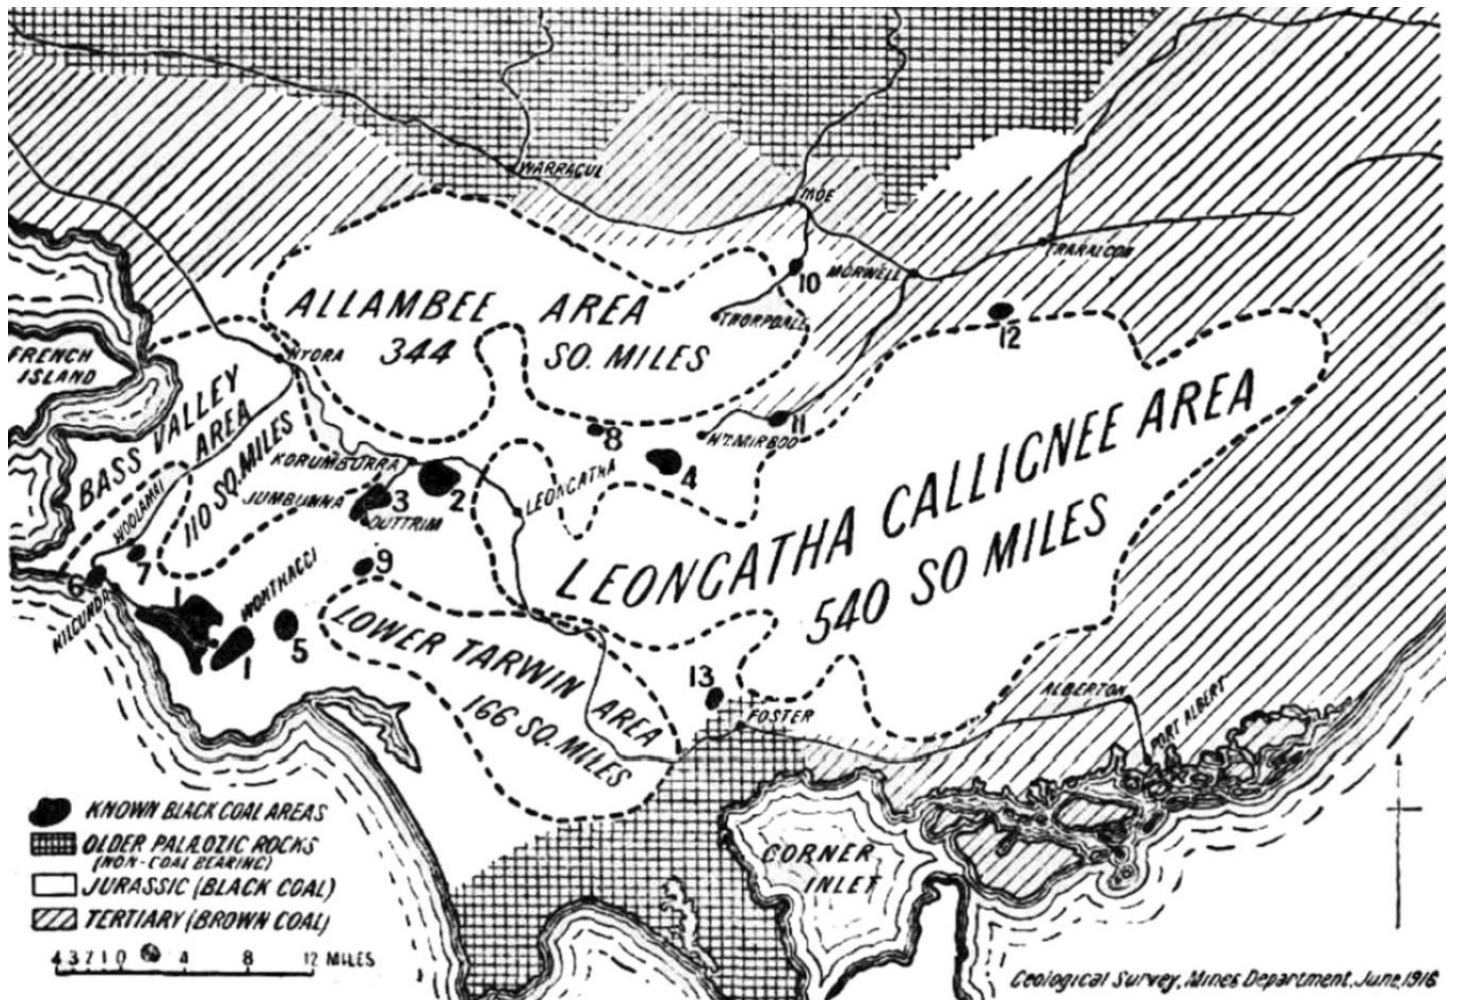 WARRAGUL
MOE
MORWELL
TRARALGON
10
THORPDALE
ALLAMBEE AREA
344 SQ. MILES
NYORA
FRENCH
ISLAND
12
BASS VALLEY
AREA
110 SQ. MILES
11
MT. MIRBOO
8
4
KORUMBURRA
JUMBUNNA
3
2
OUTTRIM
LEONGATHA
LEONGATHA CALLIGNEE AREA
540 SQ MILES
WOOLAMAI
7
6
KILCUNDA
9
WONTHAGGI
1
1
5
LOWER TARWIN AREA
166 SQ. MILES
13
FOSTER
ALBERTON
PORT ALBERT
CORNER
INLET
KNOWN BLACK COAL AREAS
OLDER PALÆOZIC ROCKS
(NON-COAL BEARING)
JURASSIC (BLACK COAL)
TERTIARY (BROWN COAL)
4 3 2 1 0 4 8 12 MILES
Geological Survey, Mines Department, June, 1916